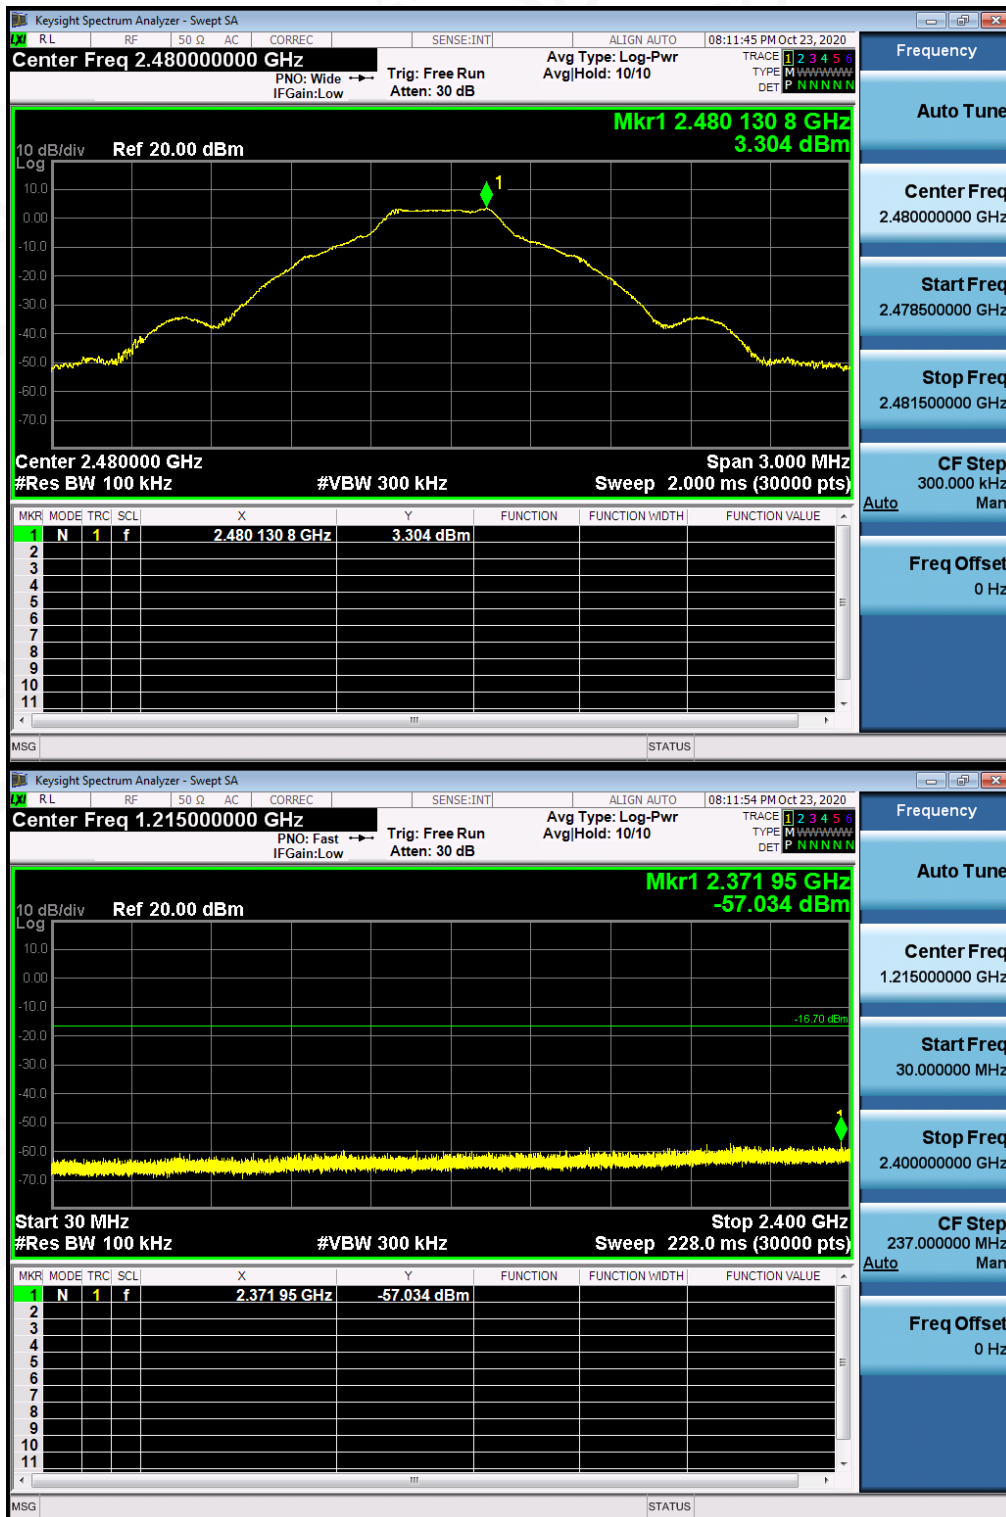 Keysight Spectrum Analyzer - Swept SA
LXI RL RF 50 Ω AC CORREC SENSE:INT ALIGN AUTO 08:11:45 PM Oct 23, 2020
Center Freq 2.480000000 GHz
PNO: Wide
IFGain:Low
Trig: Free Run
Atten: 30 dB
Avg Type: Log-Pwr
Avg|Hold: 10/10
TRACE 1 2 3 4 5 6
TYPE M WWWWW
DET P N N N N N
Mkr1 2.480 130 8 GHz
3.304 dBm
10 dB/div Ref 20.00 dBm
Log
10.0
0.00
-10.0
-20.0
-30.0
-40.0
-50.0
-60.0
-70.0
1
Center 2.480000 GHz Span 3.000 MHz
#Res BW 100 kHz #VBW 300 kHz Sweep 2.000 ms (30000 pts)
MKR MODE TRC SCL X Y FUNCTION FUNCTION WIDTH FUNCTION VALUE
1 N 1 f 2.480 130 8 GHz 3.304 dBm
2
3
4
5
6
7
8
9
10
11
MSG STATUS
Frequency
Auto Tune
Center Freq
2.480000000 GHz
Start Freq
2.478500000 GHz
Stop Freq
2.481500000 GHz
CF Step
300.000 kHz
Auto Man
Freq Offset
0 Hz
Keysight Spectrum Analyzer - Swept SA
LXI RL RF 50 Ω AC CORREC SENSE:INT ALIGN AUTO 08:11:54 PM Oct 23, 2020
Center Freq 1.215000000 GHz
PNO: Fast
IFGain:Low
Trig: Free Run
Atten: 30 dB
Avg Type: Log-Pwr
Avg|Hold: 10/10
TRACE 1 2 3 4 5 6
TYPE M WWWWW
DET P N N N N N
Mkr1 2.371 95 GHz
-57.034 dBm
10 dB/div Ref 20.00 dBm
Log
10.0
0.00
-10.0
-20.0
-30.0
-40.0
-50.0
-60.0
-70.0
-16.70 dBm
1
Start 30 MHz Stop 2.400 GHz
#Res BW 100 kHz #VBW 300 kHz Sweep 228.0 ms (30000 pts)
MKR MODE TRC SCL X Y FUNCTION FUNCTION WIDTH FUNCTION VALUE
1 N 1 f 2.371 95 GHz -57.034 dBm
2
3
4
5
6
7
8
9
10
11
MSG STATUS
Frequency
Auto Tune
Center Freq
1.215000000 GHz
Start Freq
30.000000 MHz
Stop Freq
2.400000000 GHz
CF Step
237.000000 MHz
Auto Man
Freq Offset
0 Hz